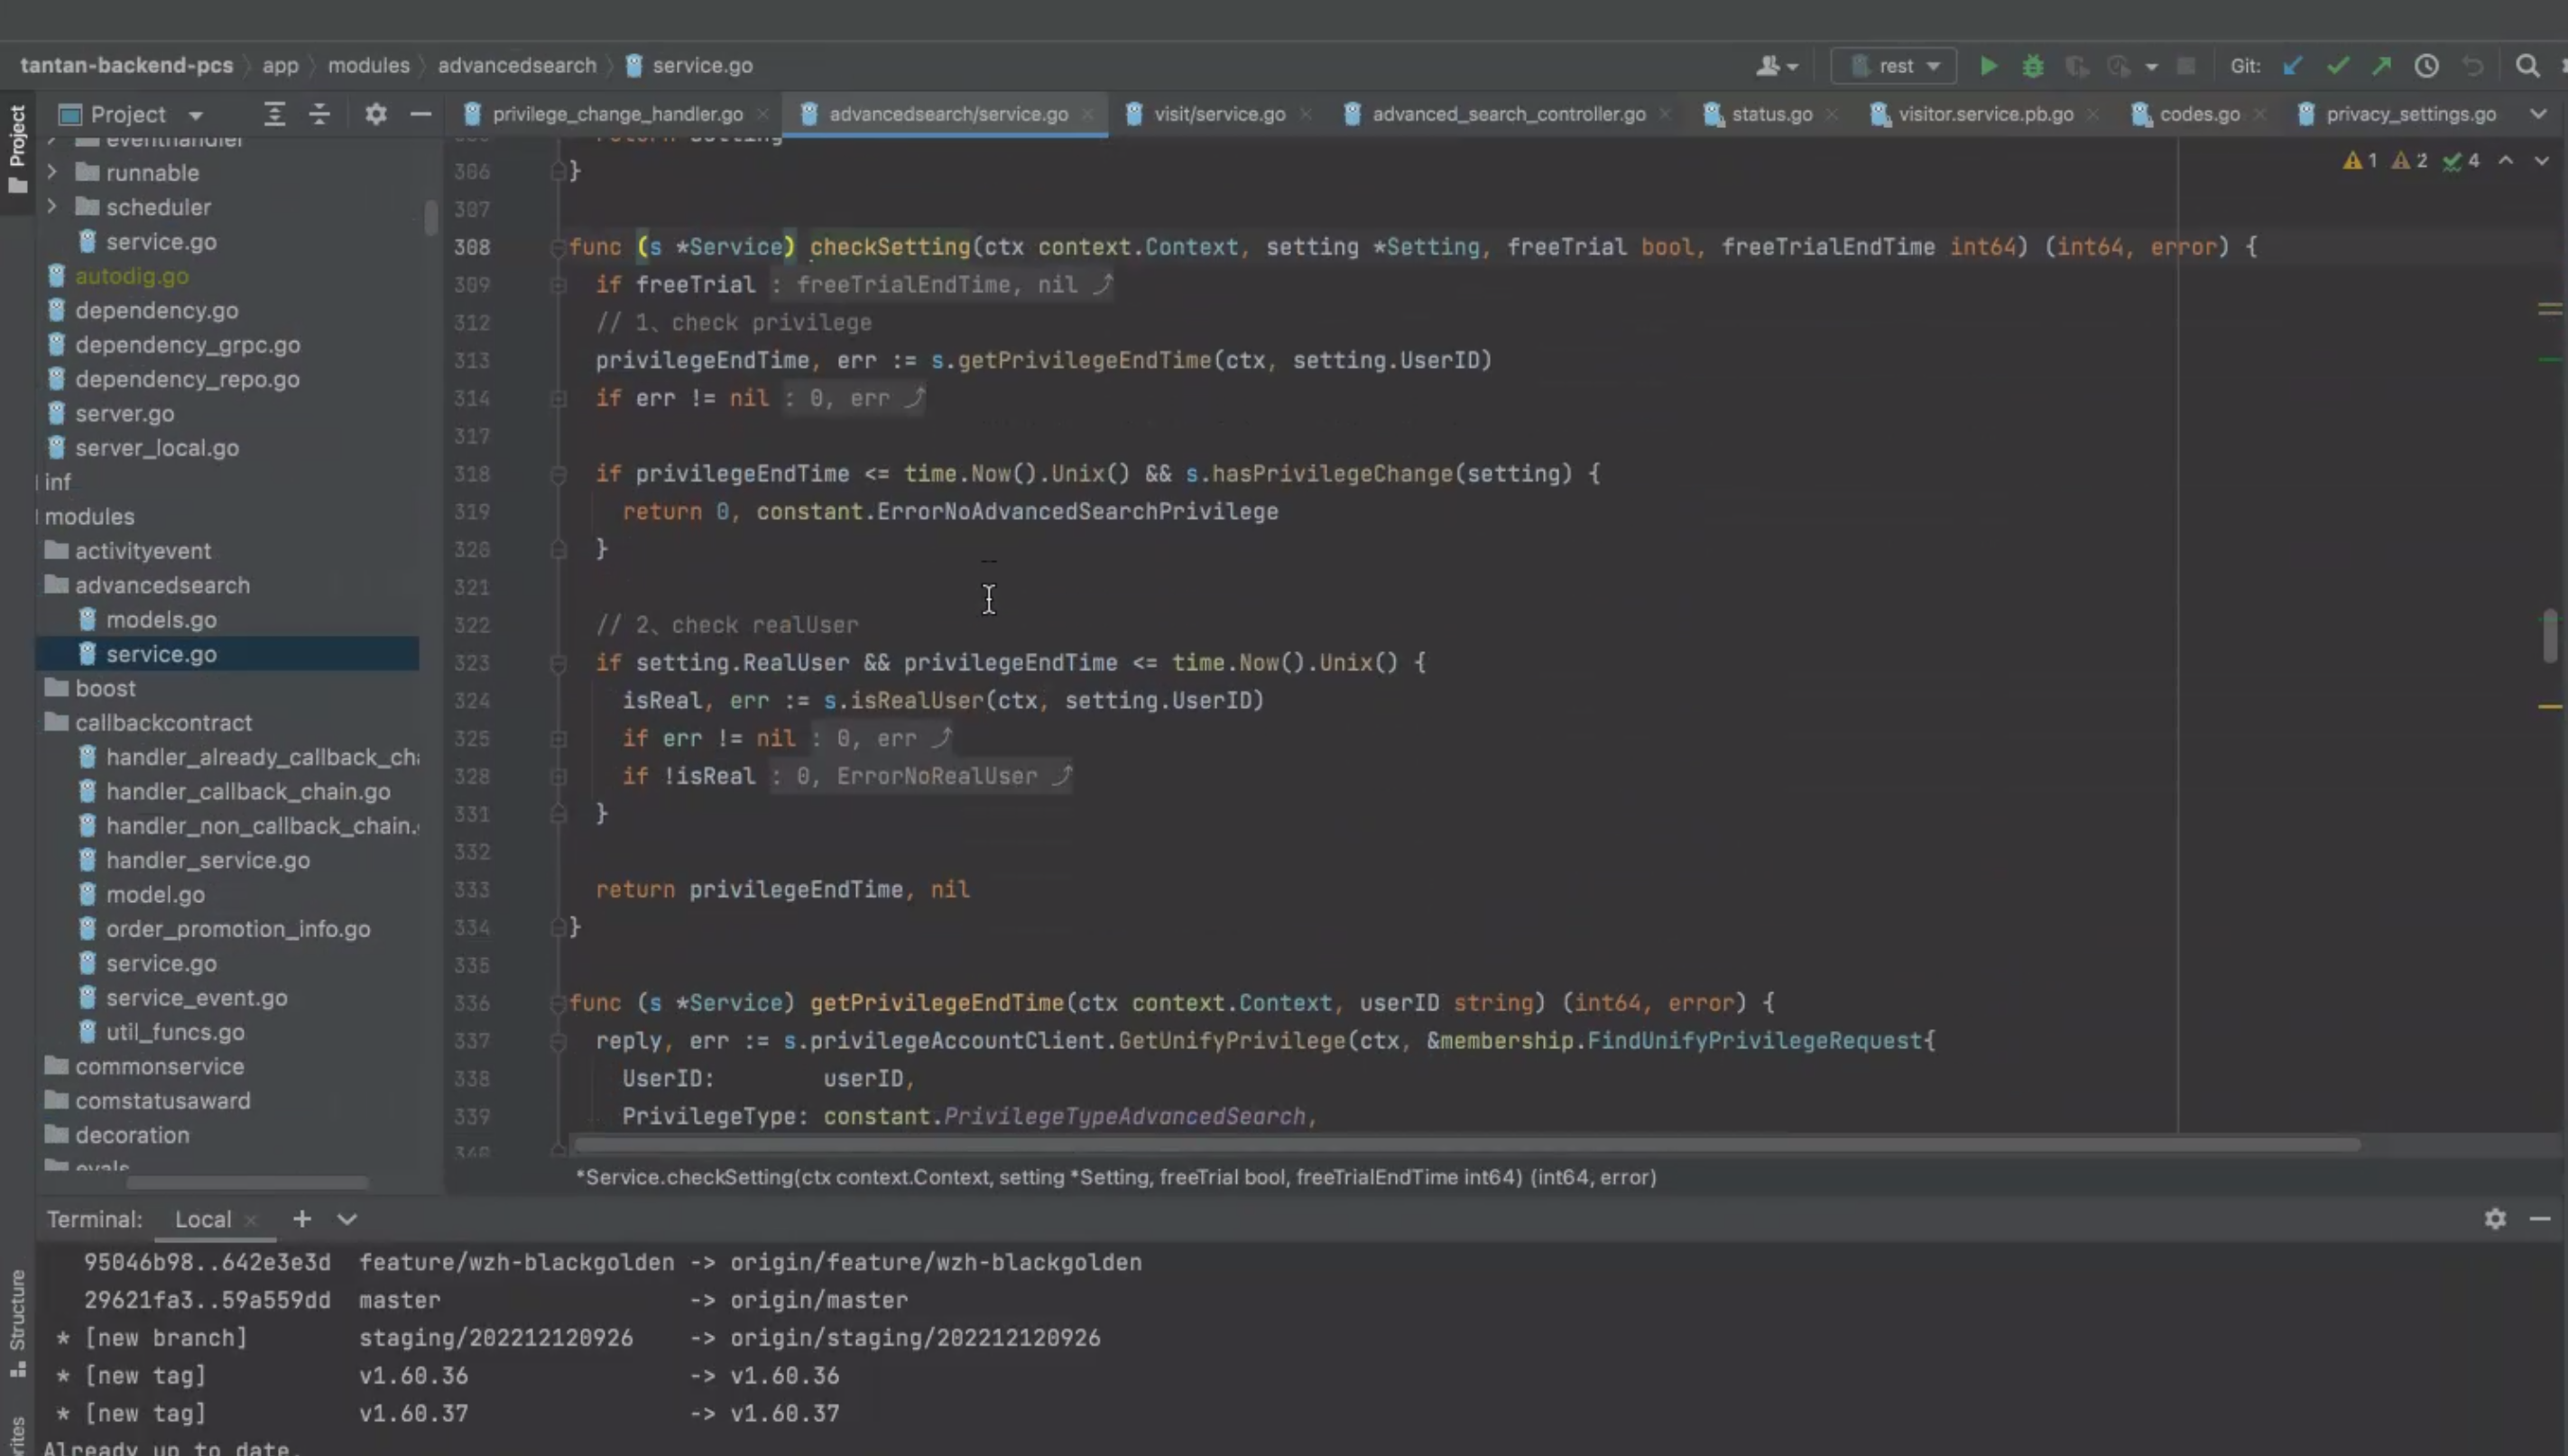 tantan-backend-pcs app modules advancedsearch service.go
rest
Git:
Project
privilege_change_handler.go
advancedsearch/service.go
visit/service.go
advanced_search_controller.go
status.go
visitor.service.pb.go
codes.go
privacy_settings.go
Project
eventhandler
runnable
scheduler
service.go
autodig.go
dependency.go
dependency_grpc.go
dependency_repo.go
server.go
server_local.go
inf
modules
activityevent
advancedsearch
models.go
service.go
boost
callbackcontract
handler_already_callback_cha
handler_callback_chain.go
handler_non_callback_chain.
handler_service.go
model.go
order_promotion_info.go
service.go
service_event.go
util_funcs.go
commonservice
comstatusaward
decoration
evals
1 2 4
return setting
306 }
307
308 func (s *Service) checkSetting(ctx context.Context, setting *Setting, freeTrial bool, freeTrialEndTime int64) (int64, error) {
309 if freeTrial : freeTrialEndTime, nil
312 // 1、check privilege
313 privilegeEndTime, err := s.getPrivilegeEndTime(ctx, setting.UserID)
314 if err != nil : 0, err
317
318 if privilegeEndTime <= time.Now().Unix() && s.hasPrivilegeChange(setting) {
319 return 0, constant.ErrorNoAdvancedSearchPrivilege
320 }
321
322 // 2、check realUser
323 if setting.RealUser && privilegeEndTime <= time.Now().Unix() {
324 isReal, err := s.isRealUser(ctx, setting.UserID)
325 if err != nil : 0, err
328 if !isReal : 0, ErrorNoRealUser
331 }
332
333 return privilegeEndTime, nil
334 }
335
336 func (s *Service) getPrivilegeEndTime(ctx context.Context, userID string) (int64, error) {
337 reply, err := s.privilegeAccountClient.GetUnifyPrivilege(ctx, &membership.FindUnifyPrivilegeRequest{
338 UserID: userID,
339 PrivilegeType: constant.PrivilegeTypeAdvancedSearch,
340
*Service.checkSetting(ctx context.Context, setting *Setting, freeTrial bool, freeTrialEndTime int64) (int64, error)
Terminal: Local
95046b98..642e3e3d feature/wzh-blackgolden -> origin/feature/wzh-blackgolden
29621fa3..59a559dd master -> origin/master
* [new branch] staging/202212120926 -> origin/staging/202212120926
* [new tag] v1.60.36 -> v1.60.36
* [new tag] v1.60.37 -> v1.60.37
Already up to date.
Structure